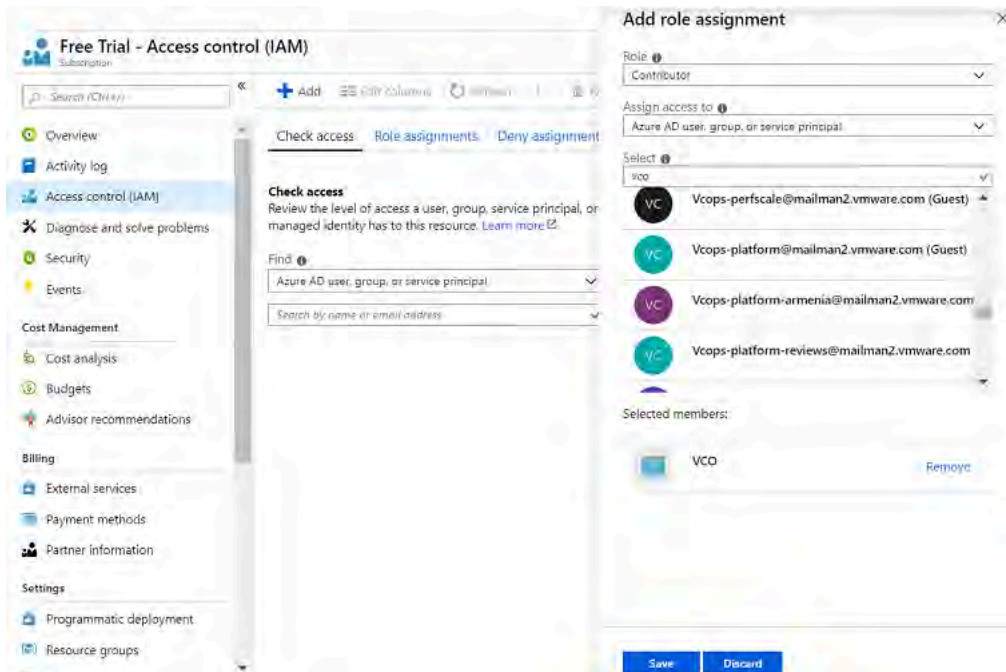 Free Trial - Access control (IAM)
Subscription
Search (Ctrl+/)
Overview
Activity log
Access control (IAM)
Diagnose and solve problems
Security
Events
Cost Management
Cost analysis
Budgets
Advisor recommendations
Billing
External services
Payment methods
Partner information
Settings
Programmatic deployment
Resource groups
Add
Edit columns
Refresh
Check access
Role assignments
Deny assignment
Check access
Review the level of access a user, group, service principal, or
managed identity has to this resource. Learn more
Find
Azure AD user, group, or service principal
Search by name or email address
Add role assignment
Role
Contributor
Assign access to
Azure AD user, group, or service principal
Select
vco
VC
Vcops-perfscale@mailman2.vmware.com (Guest)
VC
Vcops-platform@mailman2.vmware.com (Guest)
VC
Vcops-platform-armenia@mailman2.vmware.com
VC
Vcops-platform-reviews@mailman2.vmware.com
Selected members:
VCO
Remove
Save
Discard